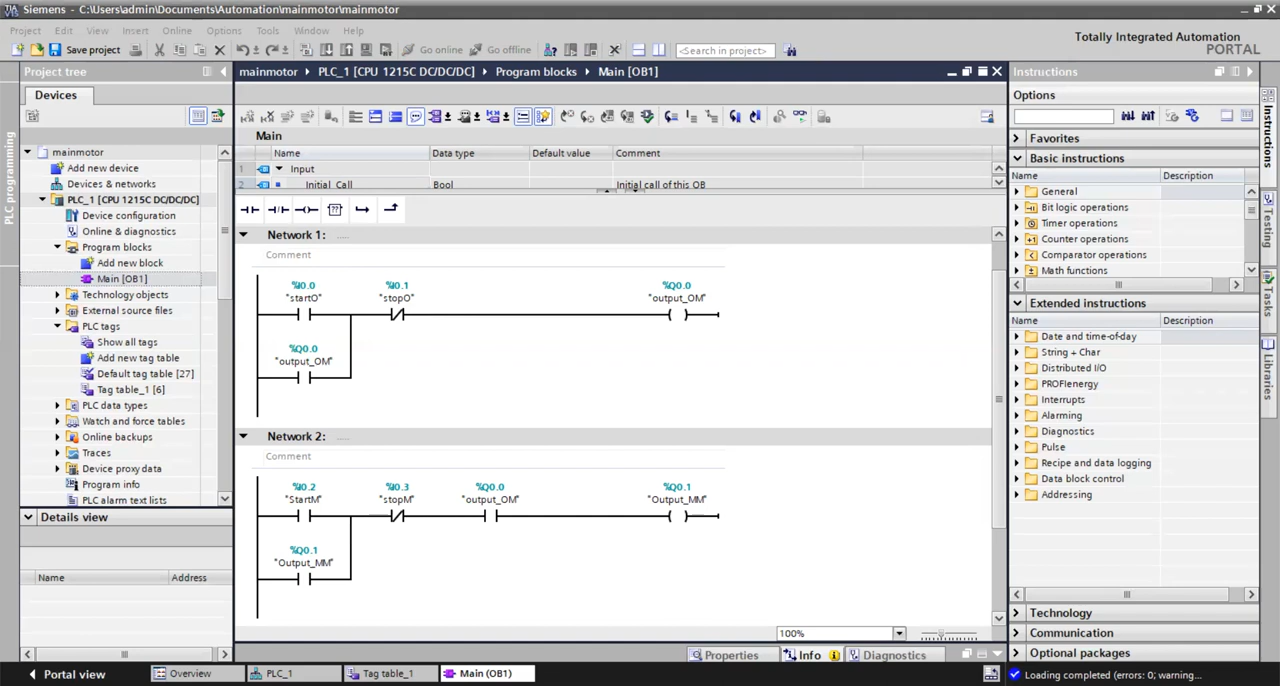 Siemens - C:\Users\admin\Documents\Automation\mainmotor\mainmotor
Project Edit View Insert Online Options Tools Window Help
Totally Integrated Automation
PORTAL
Save project Go online Go offline <Search in project>
Project tree
Devices
PLC programming
mainmotor
Add new device
Devices & networks
PLC_1 [CPU 1215C DC/DC/DC]
Device configuration
Online & diagnostics
Program blocks
Add new block
Main [OB1]
Technology objects
External source files
PLC tags
Show all tags
Add new tag table
Default tag table [27]
Tag table_1 [6]
PLC data types
Watch and force tables
Online backups
Traces
Device proxy data
Program info
PLC alarm text lists
Details view
Name Address
mainmotor PLC_1 [CPU 1215C DC/DC/DC] Program blocks Main [OB1]
Main
Name Data type Default value Comment
1 Input
2 Initial_Call Bool Initial call of this OB
Network 1: .....
Comment
%I0.0 %I0.1 %Q0.0
"startO" "stopO" "output_OM"
%Q0.0
"output_OM"
Network 2: .....
Comment
%I0.2 %I0.3 %Q0.0 %Q0.1
"StartM" "stopM" "output_OM" "Output_MM"
%Q0.1
"Output_MM"
100%
Properties Info Diagnostics
Instructions
Options
Favorites
Basic instructions
Name Description
General
Bit logic operations
Timer operations
Counter operations
Comparator operations
Math functions
Extended instructions
Name Description
Date and time-of-day
String + Char
Distributed I/O
PROFIenergy
Interrupts
Alarming
Diagnostics
Pulse
Recipe and data logging
Data block control
Addressing
Technology
Communication
Optional packages
Instructions
Testing
Tasks
Libraries
Portal view Overview PLC_1 Tag table_1 Main (OB1) Loading completed (errors: 0; warning...